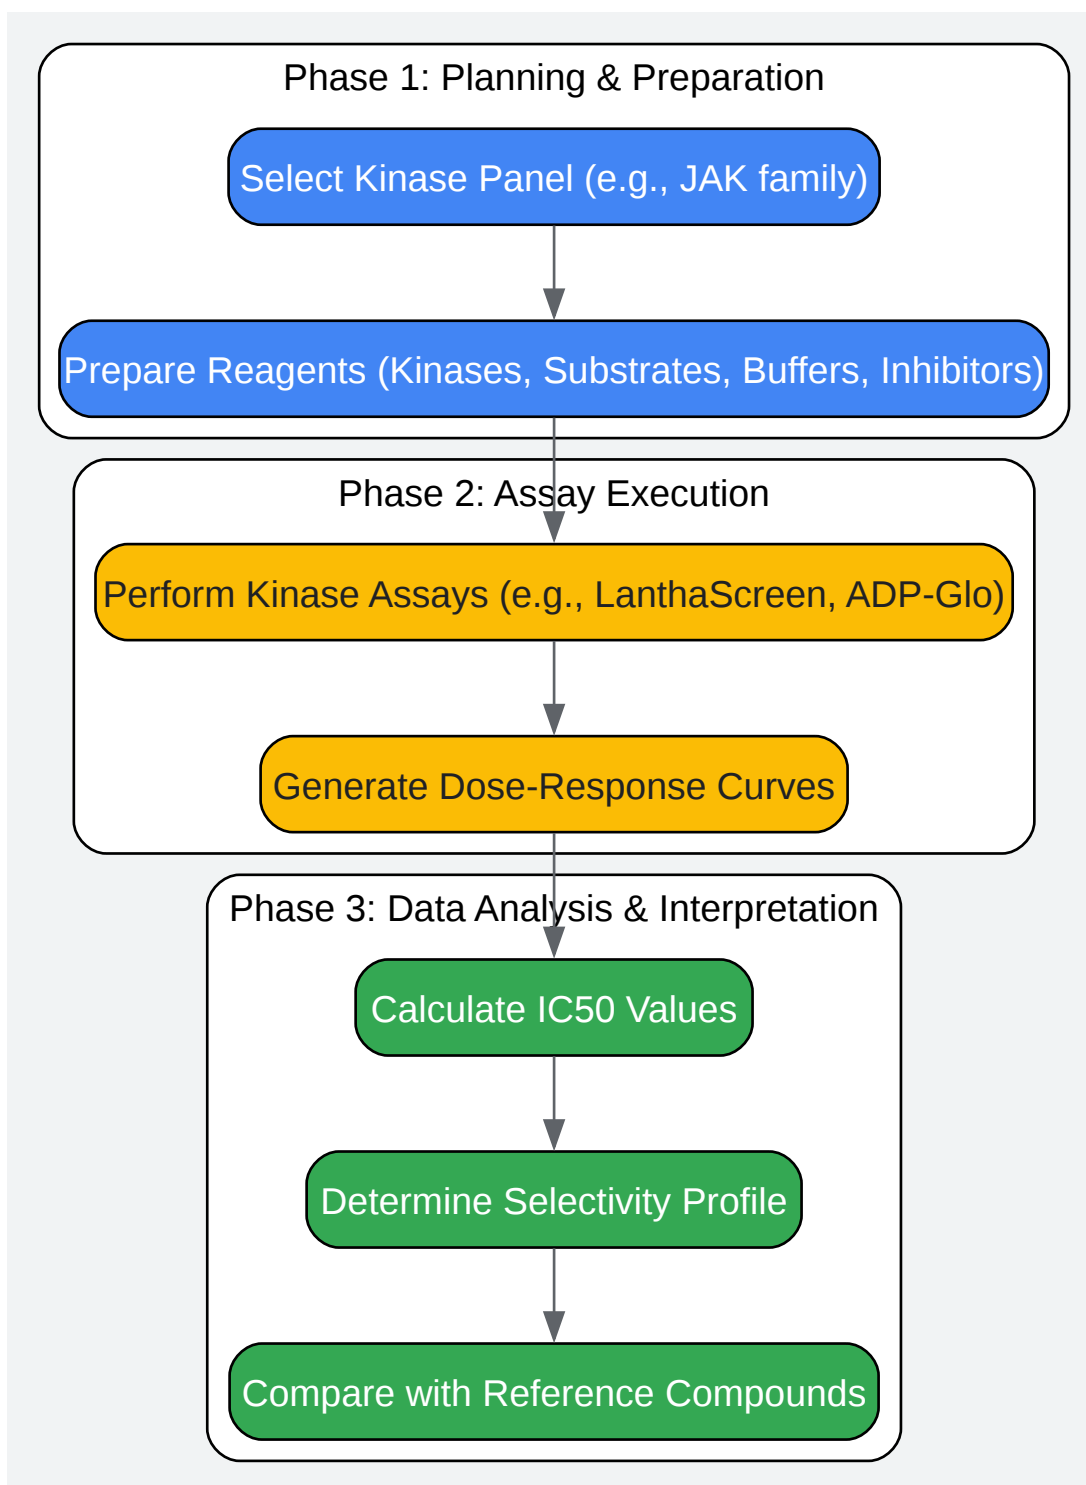 Phase 1: Planning & Preparation
Select Kinase Panel (e.g., JAK family)
Prepare Reagents (Kinases, Substrates, Buffers, Inhibitors)
Phase 2: Assay Execution
Perform Kinase Assays (e.g., LanthaScreen, ADP-Glo)
Generate Dose-Response Curves
Phase 3: Data Analysis & Interpretation
Calculate IC50 Values
Determine Selectivity Profile
Compare with Reference Compounds